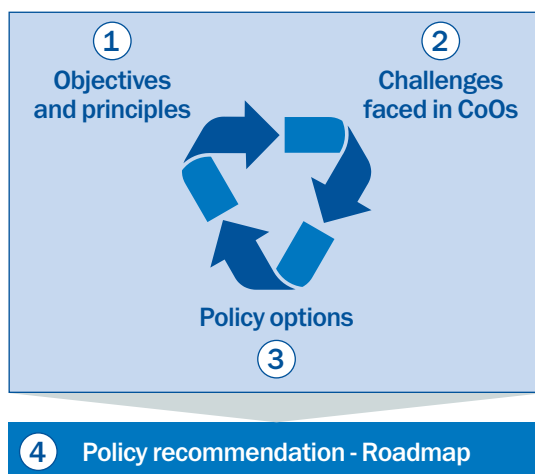 1
Objectives
and principles
2
Challenges
faced in CoOs
Policy options
3
4 Policy recommendation - Roadmap